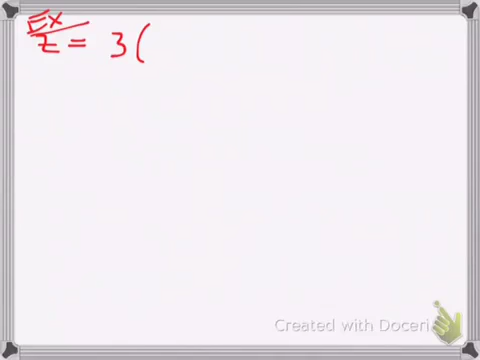 Ex
z = 3 (
Created with Doceri